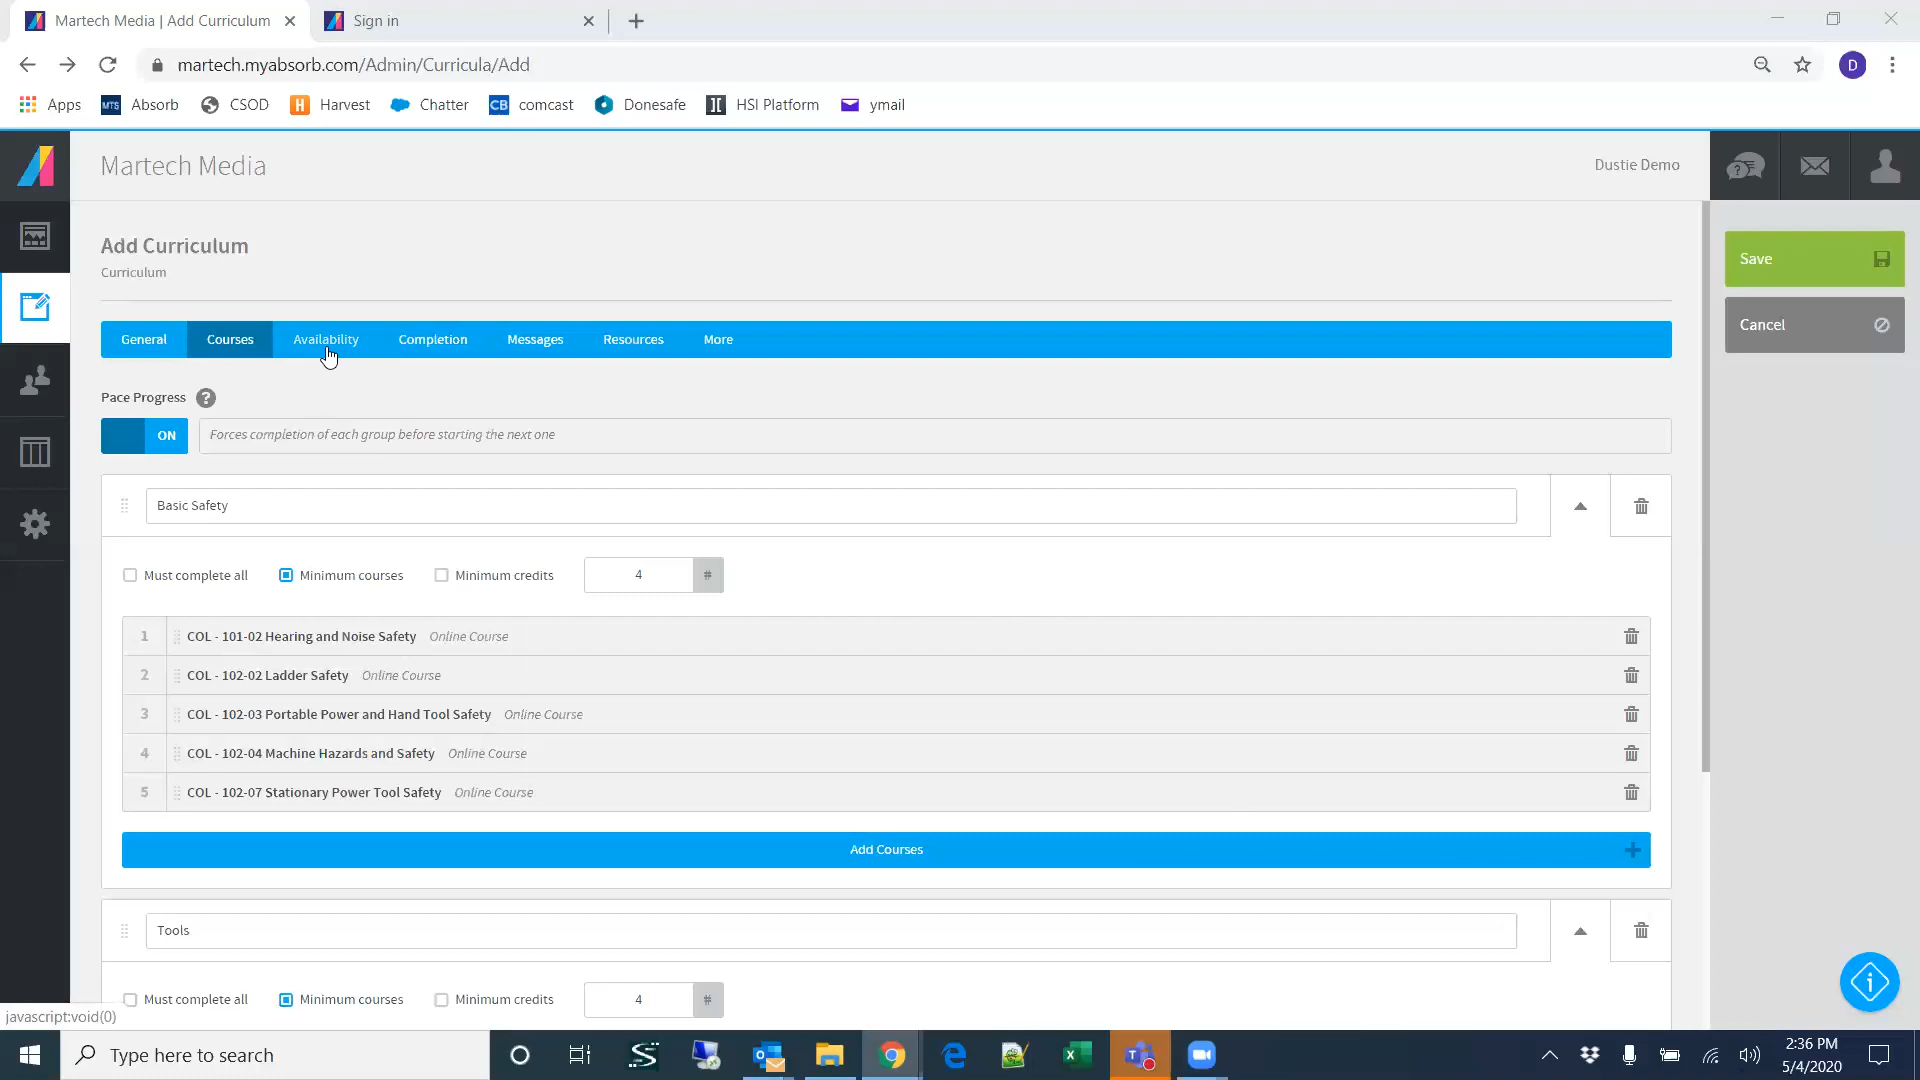 Martech Media | Add Curriculum
Sign in
martech.myabsorb.com/Admin/Curricula/Add
D
Apps
MTS Absorb
CSOD
H Harvest
Chatter
CB comcast
Donesafe
HSI Platform
ymail
Martech Media
Dustie Demo
Add Curriculum
Curriculum
Save
Cancel
General Courses Availability Completion Messages Resources More
Pace Progress ?
ON Forces completion of each group before starting the next one
Basic Safety
Must complete all Minimum courses Minimum credits 4 #
1 COL - 101-02 Hearing and Noise Safety Online Course
2 COL - 102-02 Ladder Safety Online Course
3 COL - 102-03 Portable Power and Hand Tool Safety Online Course
4 COL - 102-04 Machine Hazards and Safety Online Course
5 COL - 102-07 Stationary Power Tool Safety Online Course
Add Courses +
Tools
Must complete all Minimum courses Minimum credits 4 #
javascript:void(0)
Type here to search
2:36 PM
5/4/2020